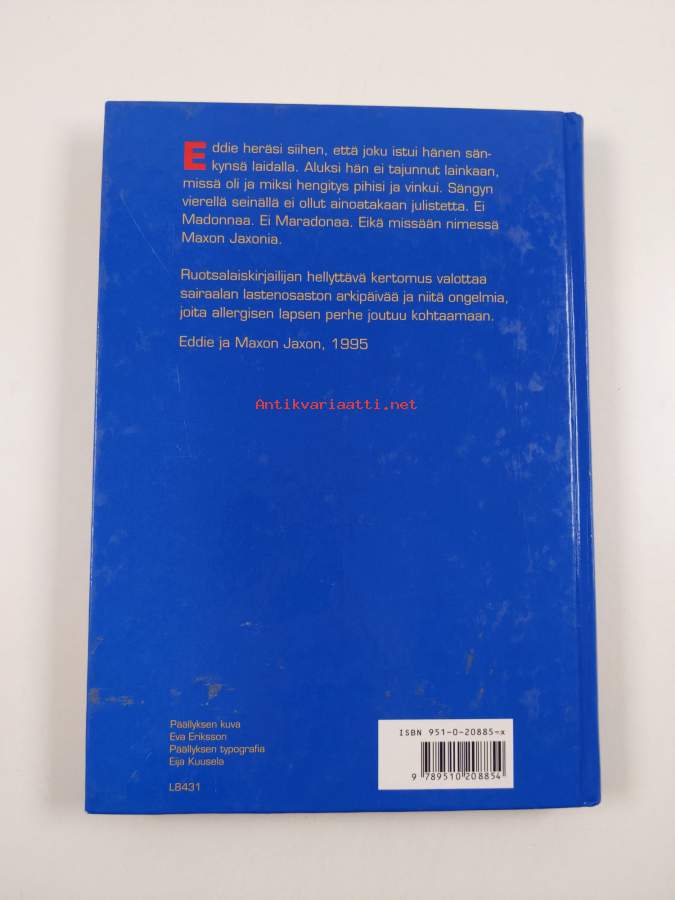 Eddie heräsi siihen, että joku istui hänen sän-
kynsä laidalla. Aluksi hän ei tajunnut lainkaan,
missä oli ja miksi hengitys pihisi ja vinkui. Sängyn
vierellä seinällä ei ollut ainoatakaan julistetta. Ei
Madonnaa. Ei Maradonaa. Eikä missään nimessä
Maxon Jaxonia.
Ruotsalaiskirjailijan hellyttävä kertomus valottaa
sairaalan lastenosaston arkipäivää ja niitä ongelmia,
joita allergisen lapsen perhe joutuu kohtaamaan.
Eddie ja Maxon Jaxon, 1995
Antikvariaatti.net
Päällyksen kuva
Eva Eriksson
Päällyksen typografia
Eija Kuusela
L8431
ISBN 951-0-20885-x
9 789510 208854